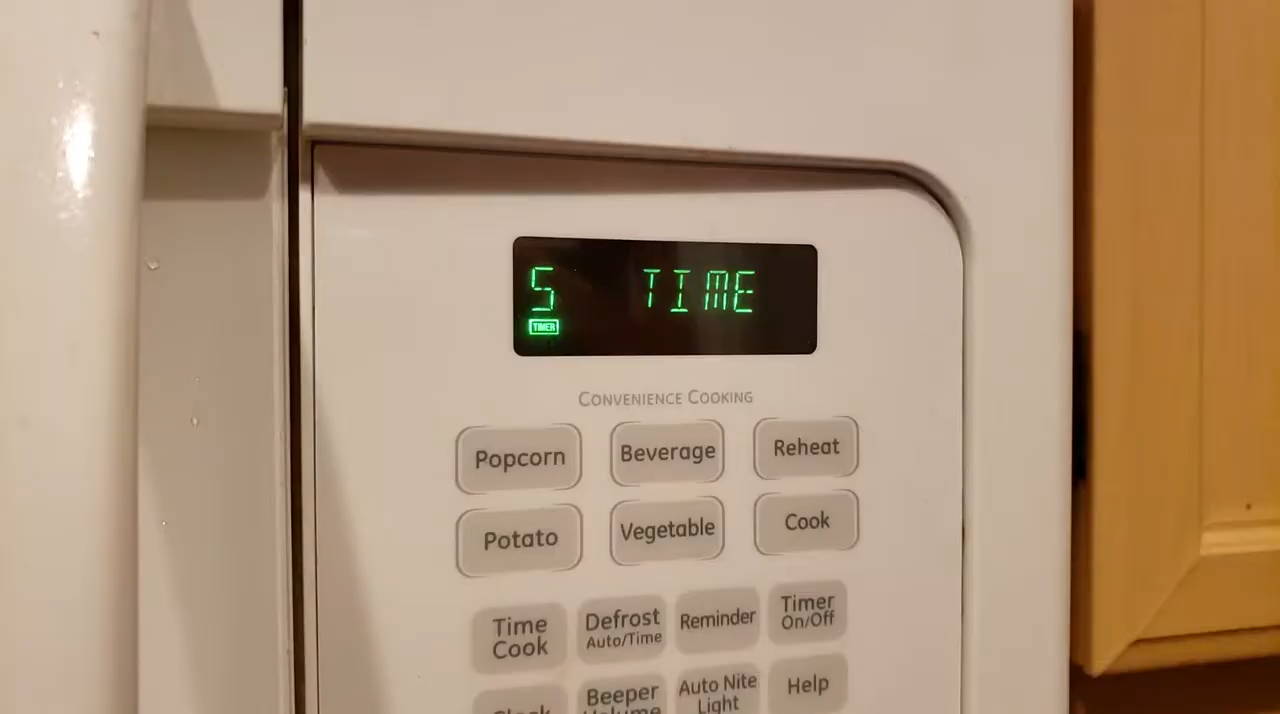 5 TIME
TIMER
CONVENIENCE COOKING
Popcorn Beverage Reheat
Potato Vegetable Cook
Time Cook
Defrost Auto/Time
Reminder
Timer On/Off
Beeper
Auto Nite Light
Help